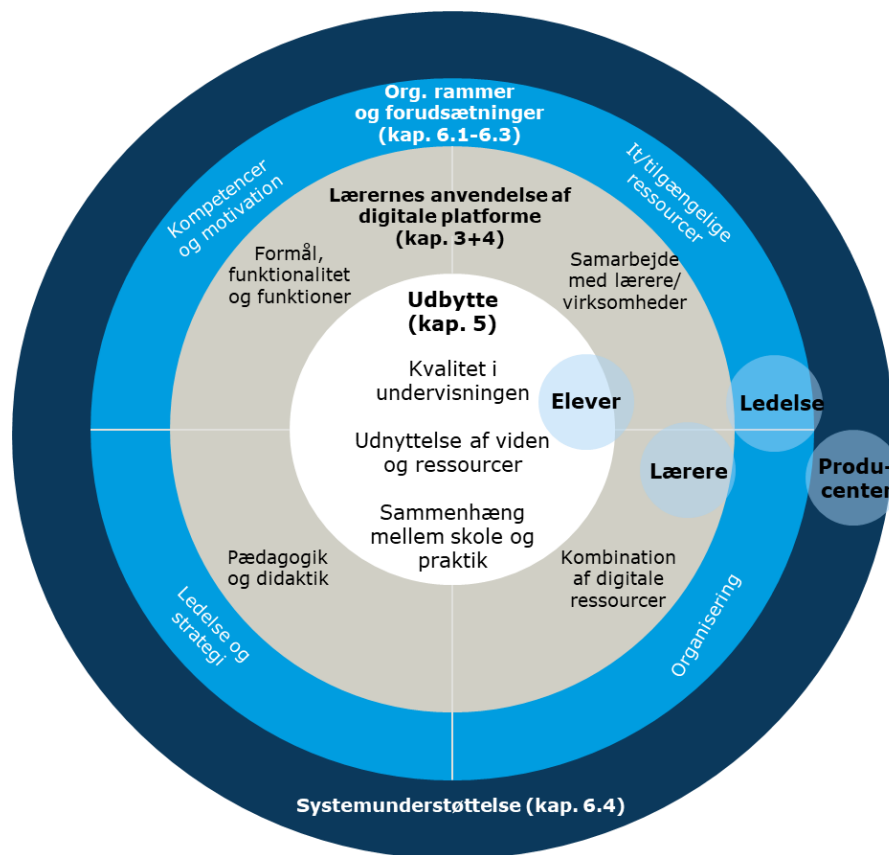 Org. rammer
og forudsætninger
(kap. 6.1-6.3)
Kompetencer
og motivation
It/tilgængelige
ressourcer
Lærernes anvendelse af
digitale platforme
(kap. 3+4)
Formål,
funktionalitet
og funktioner
Samarbejde
med lærere/
virksomheder
Udbytte
(kap. 5)
Kvalitet i
undervisningen
Udnyttelse af viden
og ressourcer
Sammenhæng
mellem skole og
praktik
Elever
Ledelse
Lærere
Produ-
center
Pædagogik
og didaktik
Kombination
af digitale
ressourcer
Ledelse og
strategi
Organisering
Systemunderstøttelse (kap. 6.4)